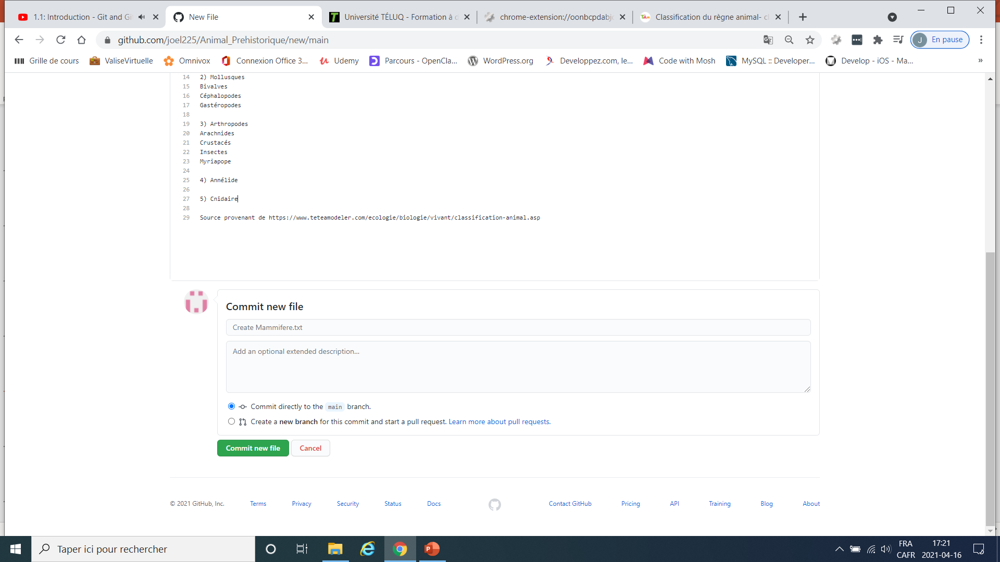 1.1: Introduction - Git and Gi
New File
Université TÉLUQ - Formation à d
chrome-extension://oonbcpdabjc
Classification du règne animal- cl
github.com/joel225/Animal_Prehistorique/new/main
J
En pause
Grille de cours
ValiseVirtuelle
Omnivox
Connexion Office 3...
Udemy
Parcours - OpenCla...
WordPress.org
Developpez.com, le...
Code with Mosh
MySQL :: Developer...
Develop - iOS - Ma...
»
14 2) Mollusques
15 Bivalves
16 Céphalopodes
17 Gastéropodes
18
19 3) Arthropodes
20 Arachnides
21 Crustacés
22 Insectes
23 Myriapope
24
25 4) Annélide
26
27 5) Cnidaire
28
29 Source provenant de https://www.teteamodeler.com/ecologie/biologie/vivant/classification-animal.asp
Commit new file
Create Mammifere.txt
Add an optional extended description...
Commit directly to the main branch.
Create a new branch for this commit and start a pull request. Learn more about pull requests.
Commit new file
Cancel
© 2021 GitHub, Inc.
Terms
Privacy
Security
Status
Docs
Contact GitHub
Pricing
API
Training
Blog
About
Taper ici pour rechercher
FRA
CAFR
17:21
2021-04-16